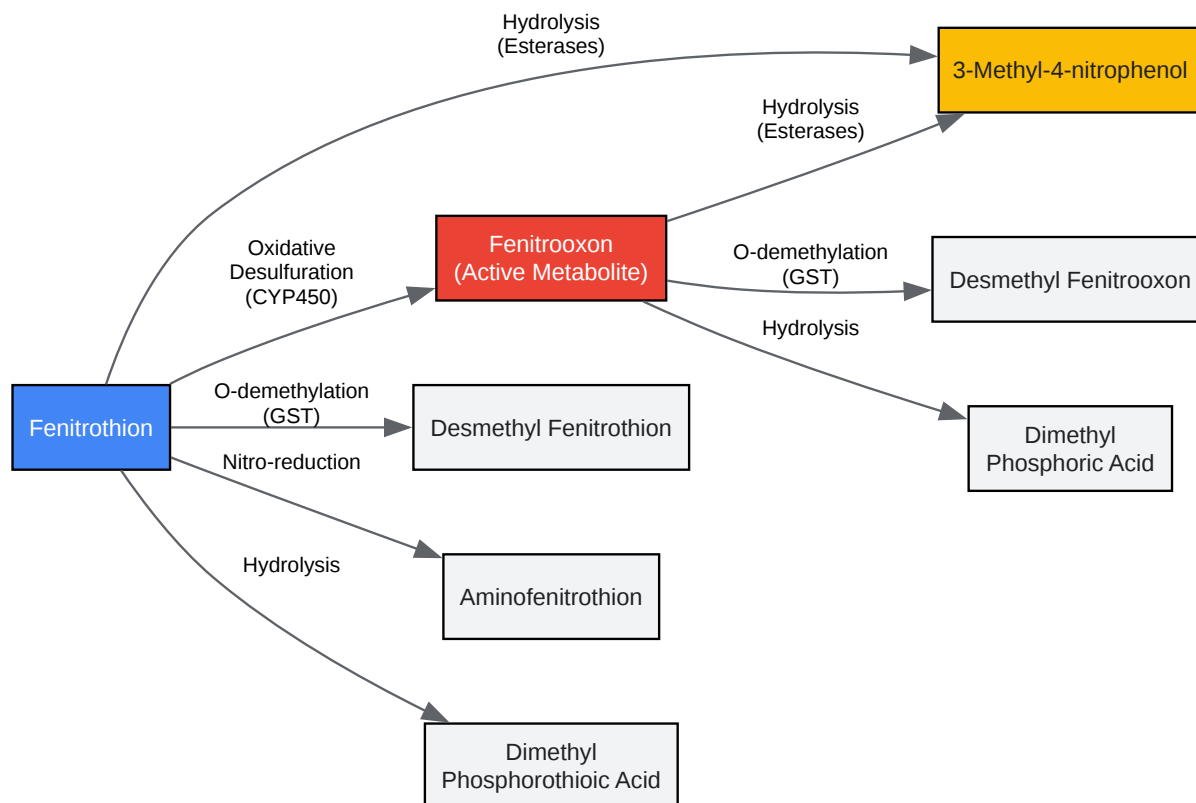 Hydrolysis
(Esterases)
3-Methyl-4-nitrophenol
Hydrolysis
(Esterases)
Oxidative
Desulfuration
(CYP450)
Fenitrooxon
(Active Metabolite)
O-demethylation
(GST)
Desmethyl Fenitrooxon
Hydrolysis
Fenitrothion
O-demethylation
(GST)
Desmethyl Fenitrothion
Dimethyl
Phosphoric Acid
Nitro-reduction
Aminofenitrothion
Hydrolysis
Dimethyl
Phosphorothioic Acid